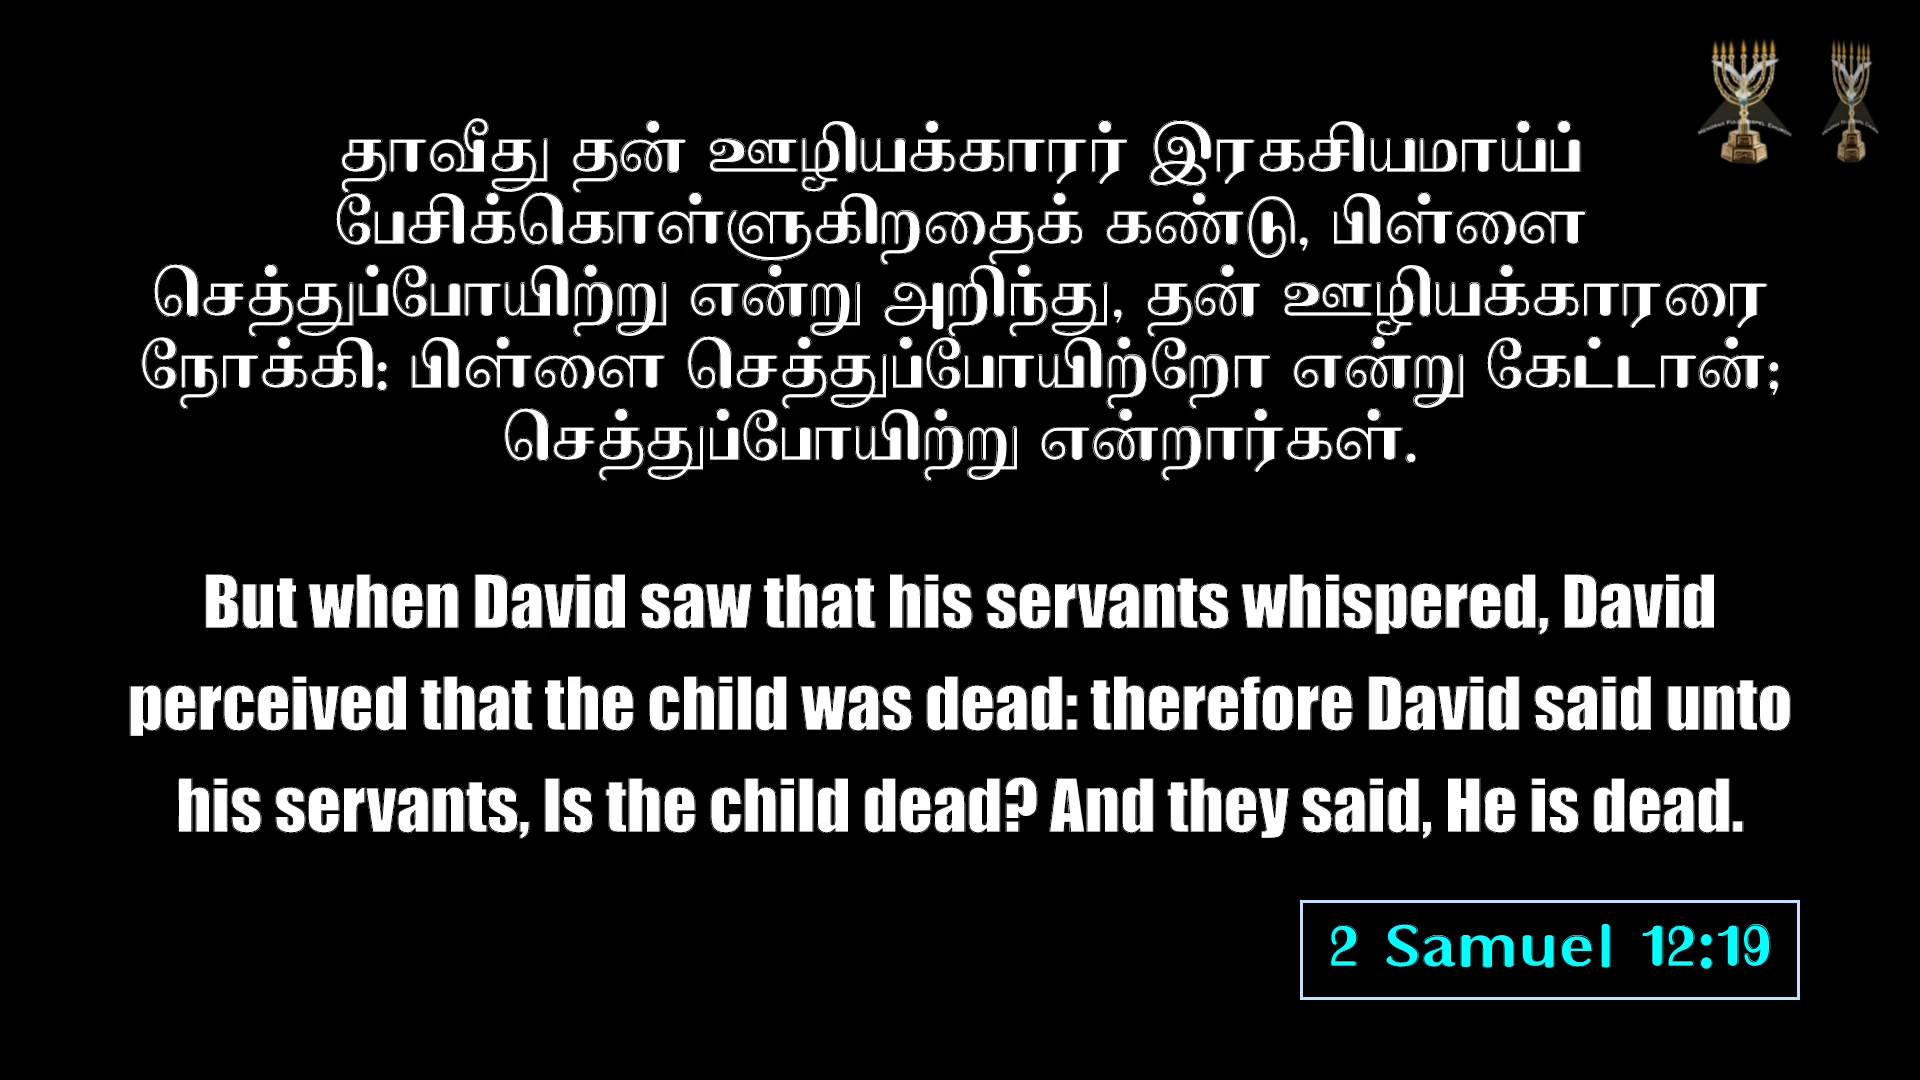 தாவீது தன் ஊழியக்காரர் இரகசியமாய்ப்
பேசிக்கொள்ளுகிறதைக் கண்டு, பிள்ளை
செத்துப்போயிற்று என்று அறிந்து, தன் ஊழியக்காரரை
நோக்கி: பிள்ளை செத்துப்போயிற்றோ என்று கேட்டான்;
செத்துப்போயிற்று என்றார்கள்.
But when David saw that his servants whispered, David
perceived that the child was dead: therefore David said unto
his servants, Is the child dead? And they said, He is dead.
2 Samuel 12:19